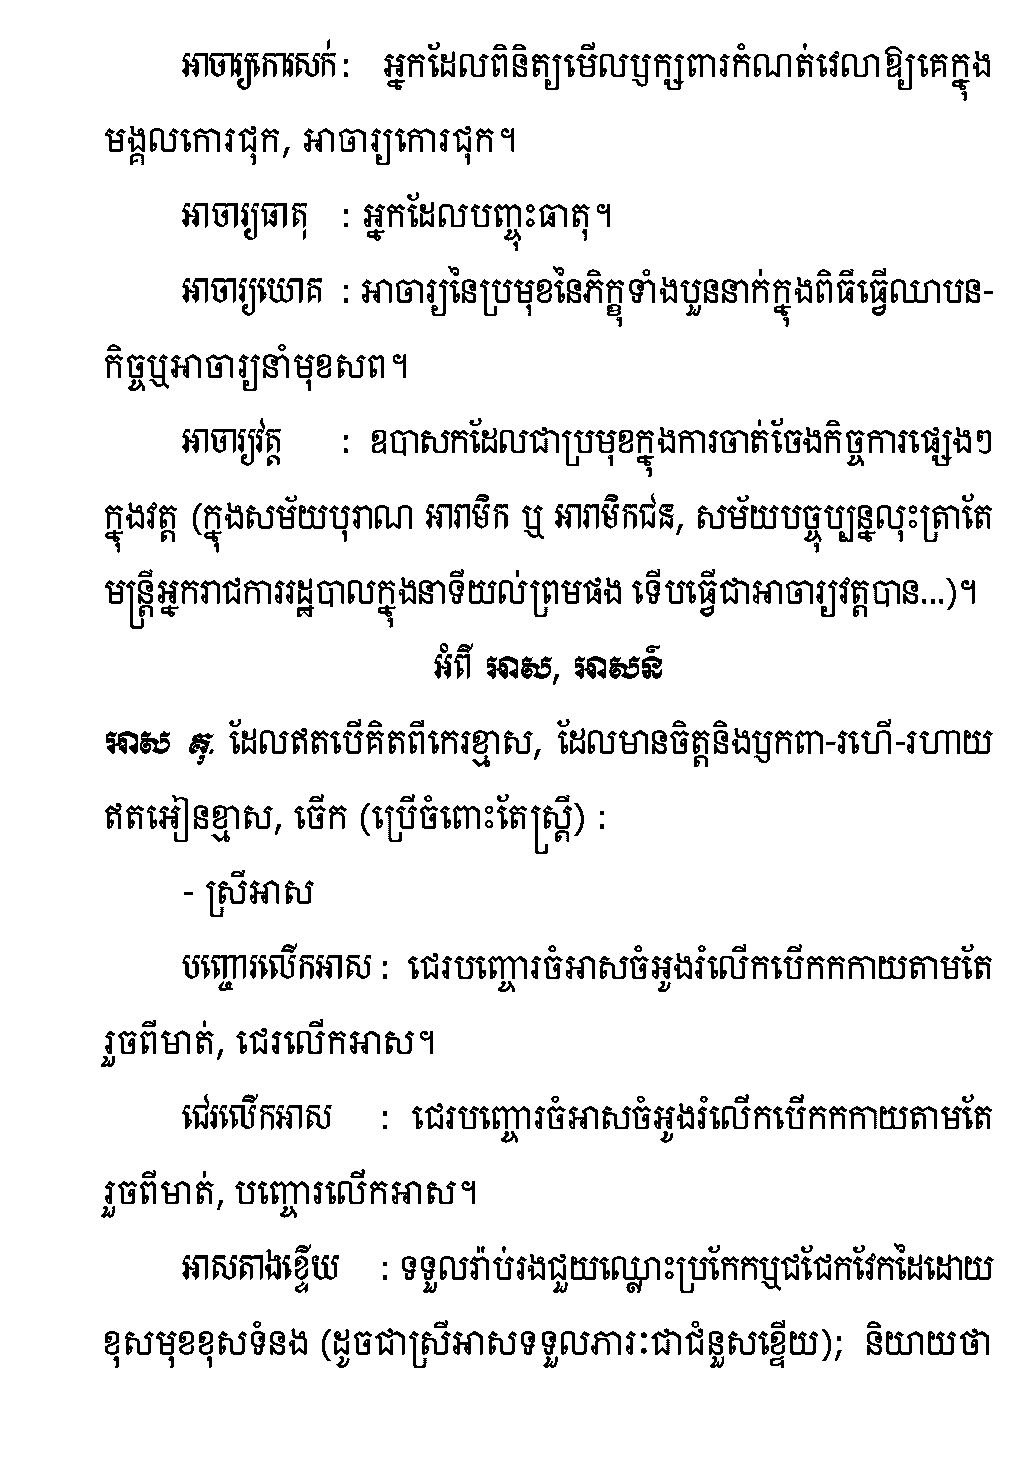 អាចារ្យកោរសក់ : អ្នកដែលពិនិត្យមើលឫក្សពារកំណត់វេលាឱ្យគេក្នុង
មង្គលកោរជុក, អាចារ្យកោរជុក។
អាចារ្យធាតុ : អ្នកដែលបញ្ចុះធាតុ។
អាចារ្យយោគ : អាចារ្យនៃប្រមុខនៃភិក្ខុទាំងបួននាក់ក្នុងពិធីធ្វើឈាបន-
កិច្ចឬអាចារ្យនាំមុខសព។
អាចារ្យវត្ត : ឧបាសកដែលជាប្រមុខក្នុងការចាត់ចែងកិច្ចការផ្សេងៗ
ក្នុងវត្ត (ក្នុងសម័យបុរាណ អារាមិក ឬ អារាមិកជន, សម័យបច្ចុប្បន្នលុះត្រាតែ
មន្ត្រីអ្នករាជការរដ្ឋបាលក្នុងនាទីយល់ព្រមផង ទើបធ្វើជាអាចារ្យវត្តបាន...)។
អំពី អាស, អាសន៍
អាស គុ. ដែលឥតបើគិតពីកេរខ្មាស, ដែលមានចិត្តនិងឫកពា-រហើ-រហាយ
ឥតអៀនខ្មាស, ចើក (ប្រើចំពោះតែស្ត្រី) :
- ស្រីអាស
បញ្ចោរលើកអាស : ជេរបញ្ចោរចំអាសចំអូងរំលើកបើកកកាយតាមតែ
រួចពីមាត់, ជេរលើកអាស។
ជេរលើកអាស : ជេរបញ្ចោរចំអាសចំអូងរំលើកបើកកកាយតាមតែ
រួចពីមាត់, បញ្ចោរលើកអាស។
អាសតាងខ្ទើយ : ទទួលរ៉ាប់រងជួយឈ្លោះប្រកែកឬជជែកវែកដៃដោយ
ខុសមុខខុសទំនង (ដូចជាស្រីអាសទទួលភារៈជាជំនួសខ្ទើយ); និយាយថា